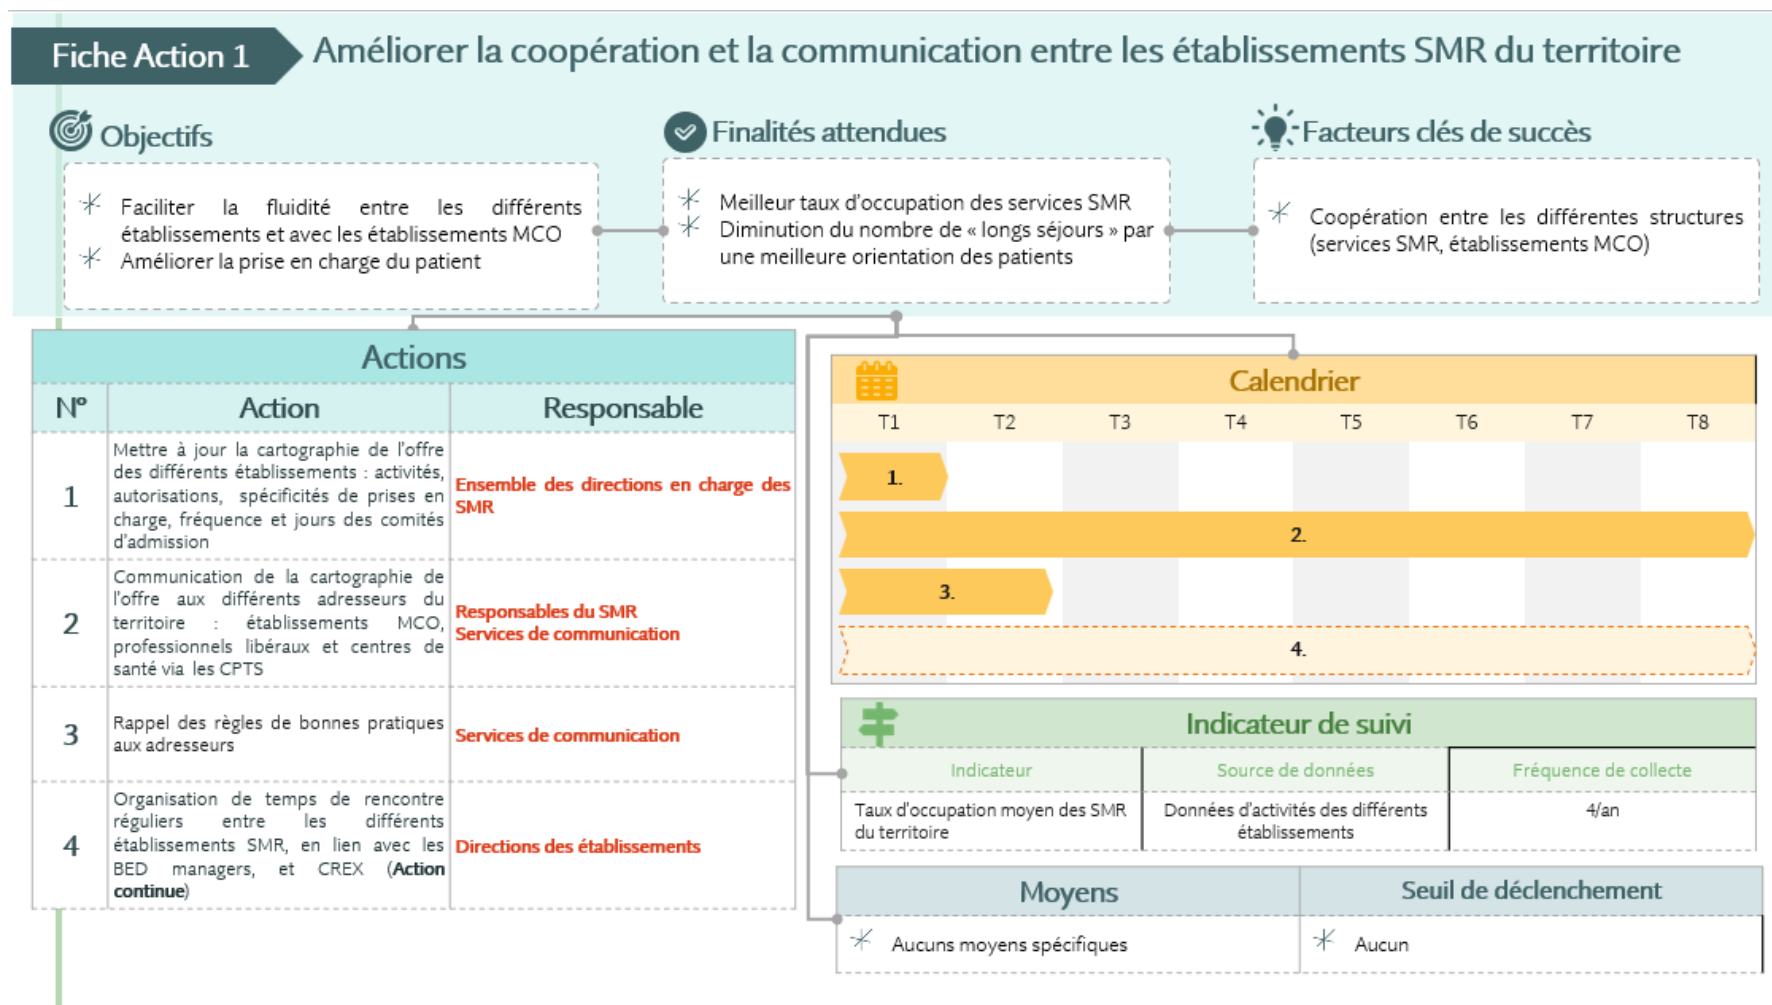 Fiche Action 1
Améliorer la coopération et la communication entre les établissements SMR du territoire
Objectifs
Faciliter la fluidité entre les différents
établissements et avec les établissements MCO
Améliorer la prise en charge du patient
Finalités attendues
Meilleur taux d'occupation des services SMR
Diminution du nombre de « longs séjours » par
une meilleure orientation des patients
Facteurs clés de succès
Coopération entre les différentes structures
(services SMR, établissements MCO)
Actions
N° Action Responsable
1
Mettre à jour la cartographie de l'offre
des différents établissements : activités,
autorisations, spécificités de prises en
charge, fréquence et jours des comités
d'admission
Ensemble des directions en charge des
SMR
2
Communication de la cartographie de
l'offre aux différents adresseurs du
territoire : établissements MCO,
professionnels libéraux et centres de
santé via les CPTS
Responsables du SMR
Services de communication
3
Rappel des règles de bonnes pratiques
aux adresseurs
Services de communication
4
Organisation de temps de rencontre
réguliers entre les différents
établissements SMR, en lien avec les
BED managers, et CREX (Action
continue)
Directions des établissements
Calendrier
T1 T2 T3 T4 T5 T6 T7 T8
1.
2.
3.
4.
Indicateur de suivi
Indicateur Source de données Fréquence de collecte
Taux d'occupation moyen des SMR
du territoire
Données d'activités des différents
établissements
4/an
Moyens Seuil de déclenchement
Aucuns moyens spécifiques
Aucun